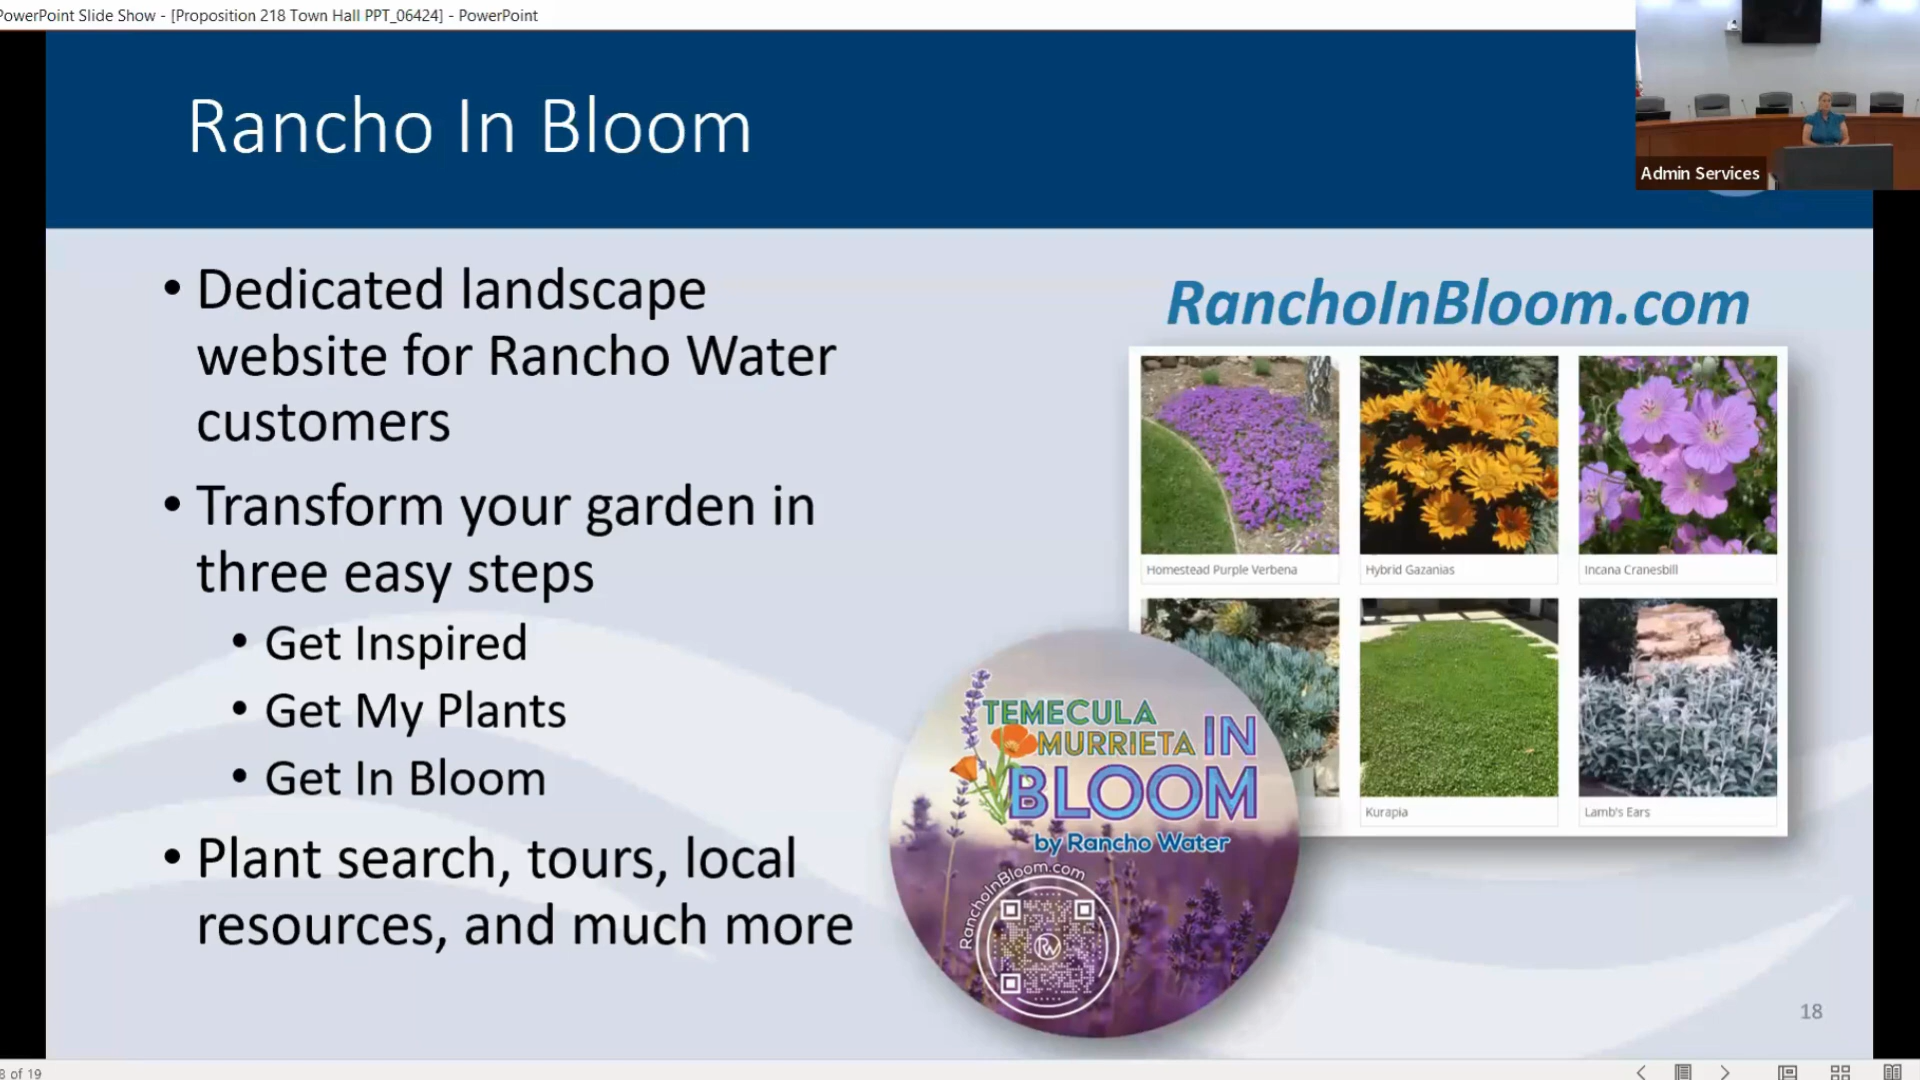 PowerPoint Slide Show - [Proposition 218 Town Hall PPT_06424] - PowerPoint
Admin Services
Rancho In Bloom
• Dedicated landscape
website for Rancho Water
customers
• Transform your garden in
three easy steps
• Get Inspired
• Get My Plants
• Get In Bloom
• Plant search, tours, local
resources, and much more
RanchoInBloom.com
Homestead Purple Verbena
Hybrid Gazanias
Incana Cranesbill
Kurapia
Lamb's Ears
TEMECULA
MURRIETA IN
BLOOM
by Rancho Water
RanchoInBloom.com
RW
18
8 of 19